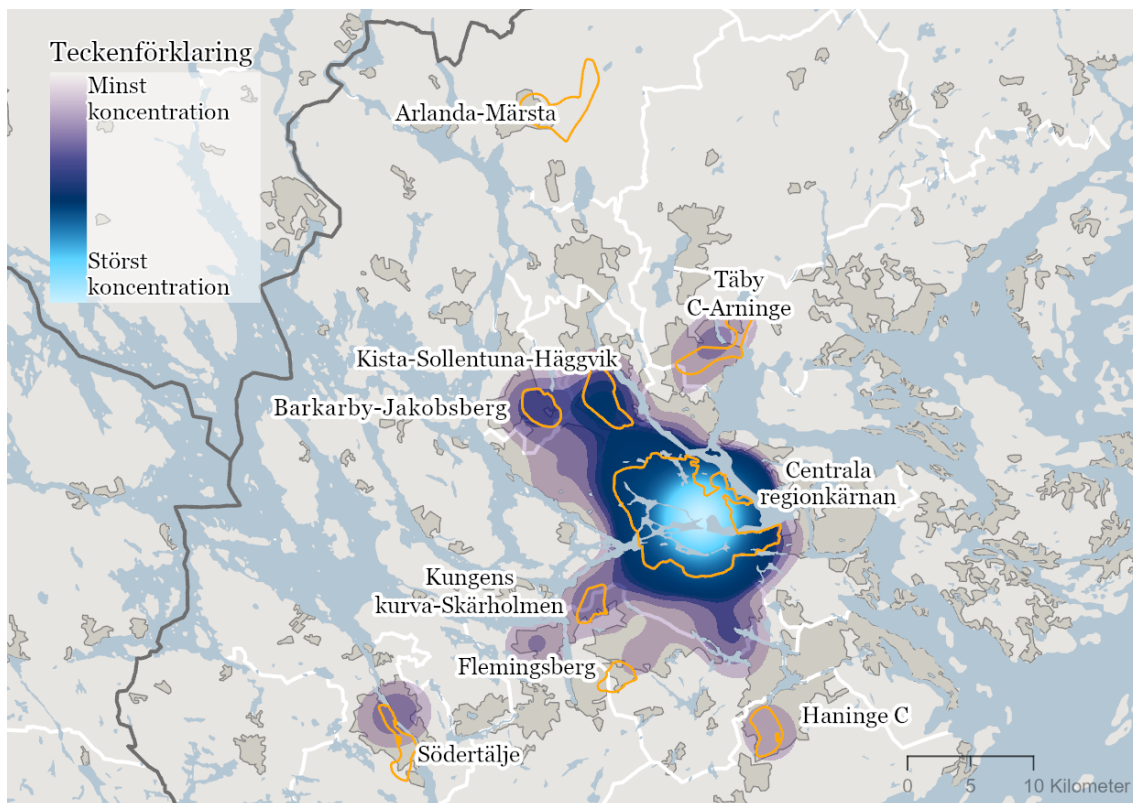 Teckenförklaring
Minst
koncentration
Störst
koncentration
Arlanda-Märsta
Täby
C-Arninge
Kista-Sollentuna-Häggvik
Barkarby-Jakobsberg
Centrala
regionkärnan
Kungens
kurva-Skärholmen
Flemingsberg
Haninge C
Södertälje
0 5 10 Kilometer